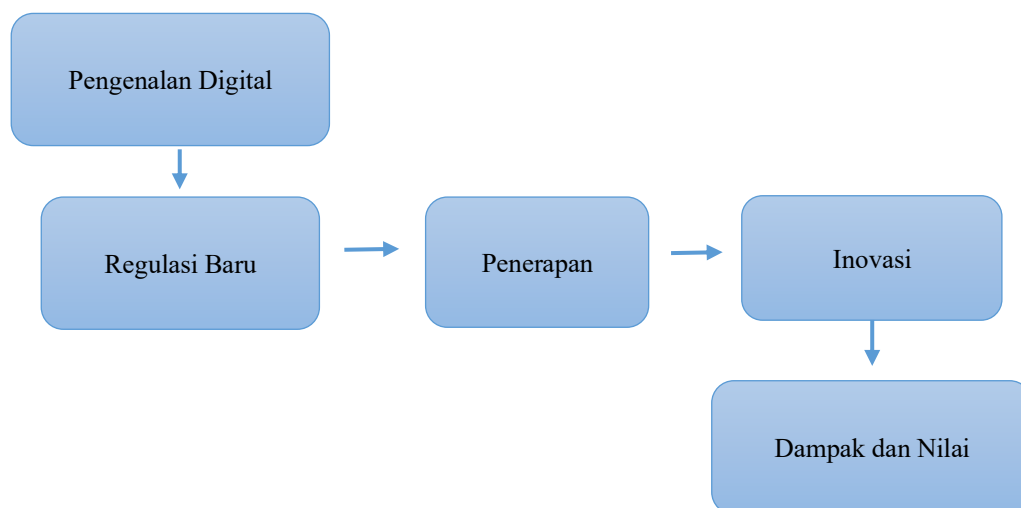 Pengenalan Digital
Regulasi Baru
Penerapan
Inovasi
Dampak dan Nilai